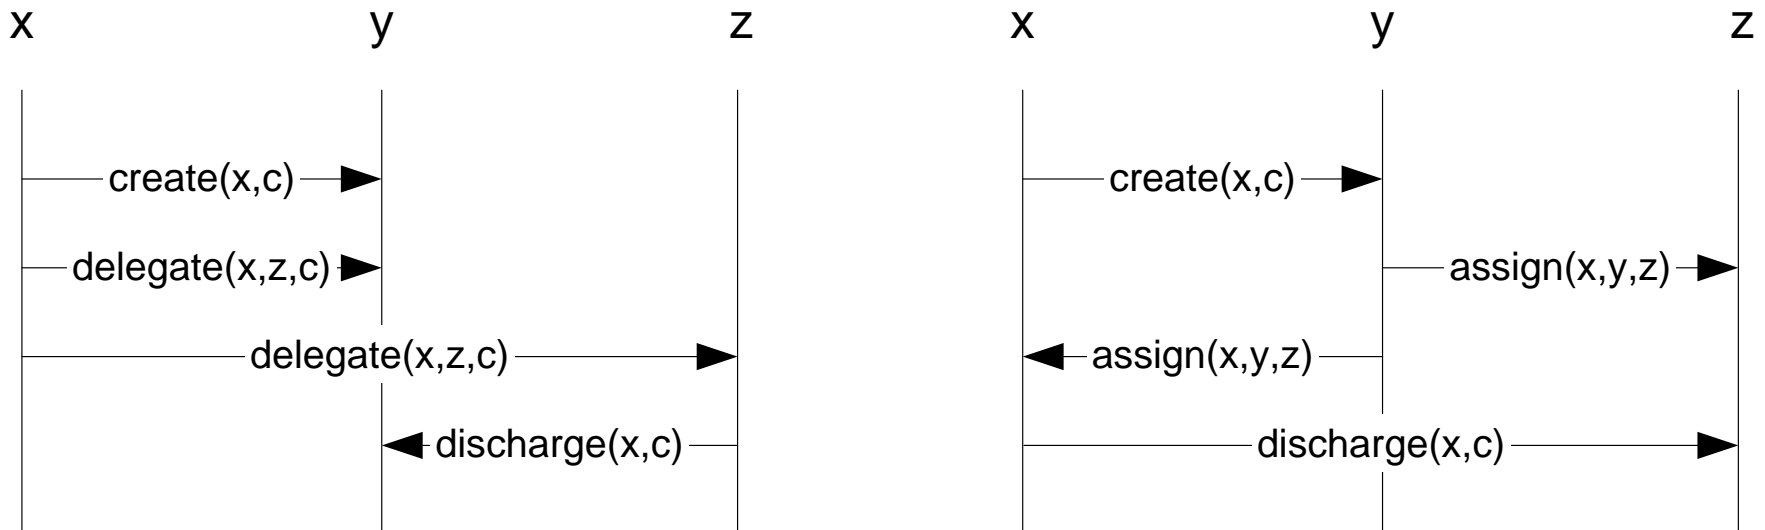 x y z
create(x,c)
delegate(x,z,c)
delegate(x,z,c)
discharge(x,c)
x y z
create(x,c)
assign(x,y,z)
assign(x,y,z)
discharge(x,c)